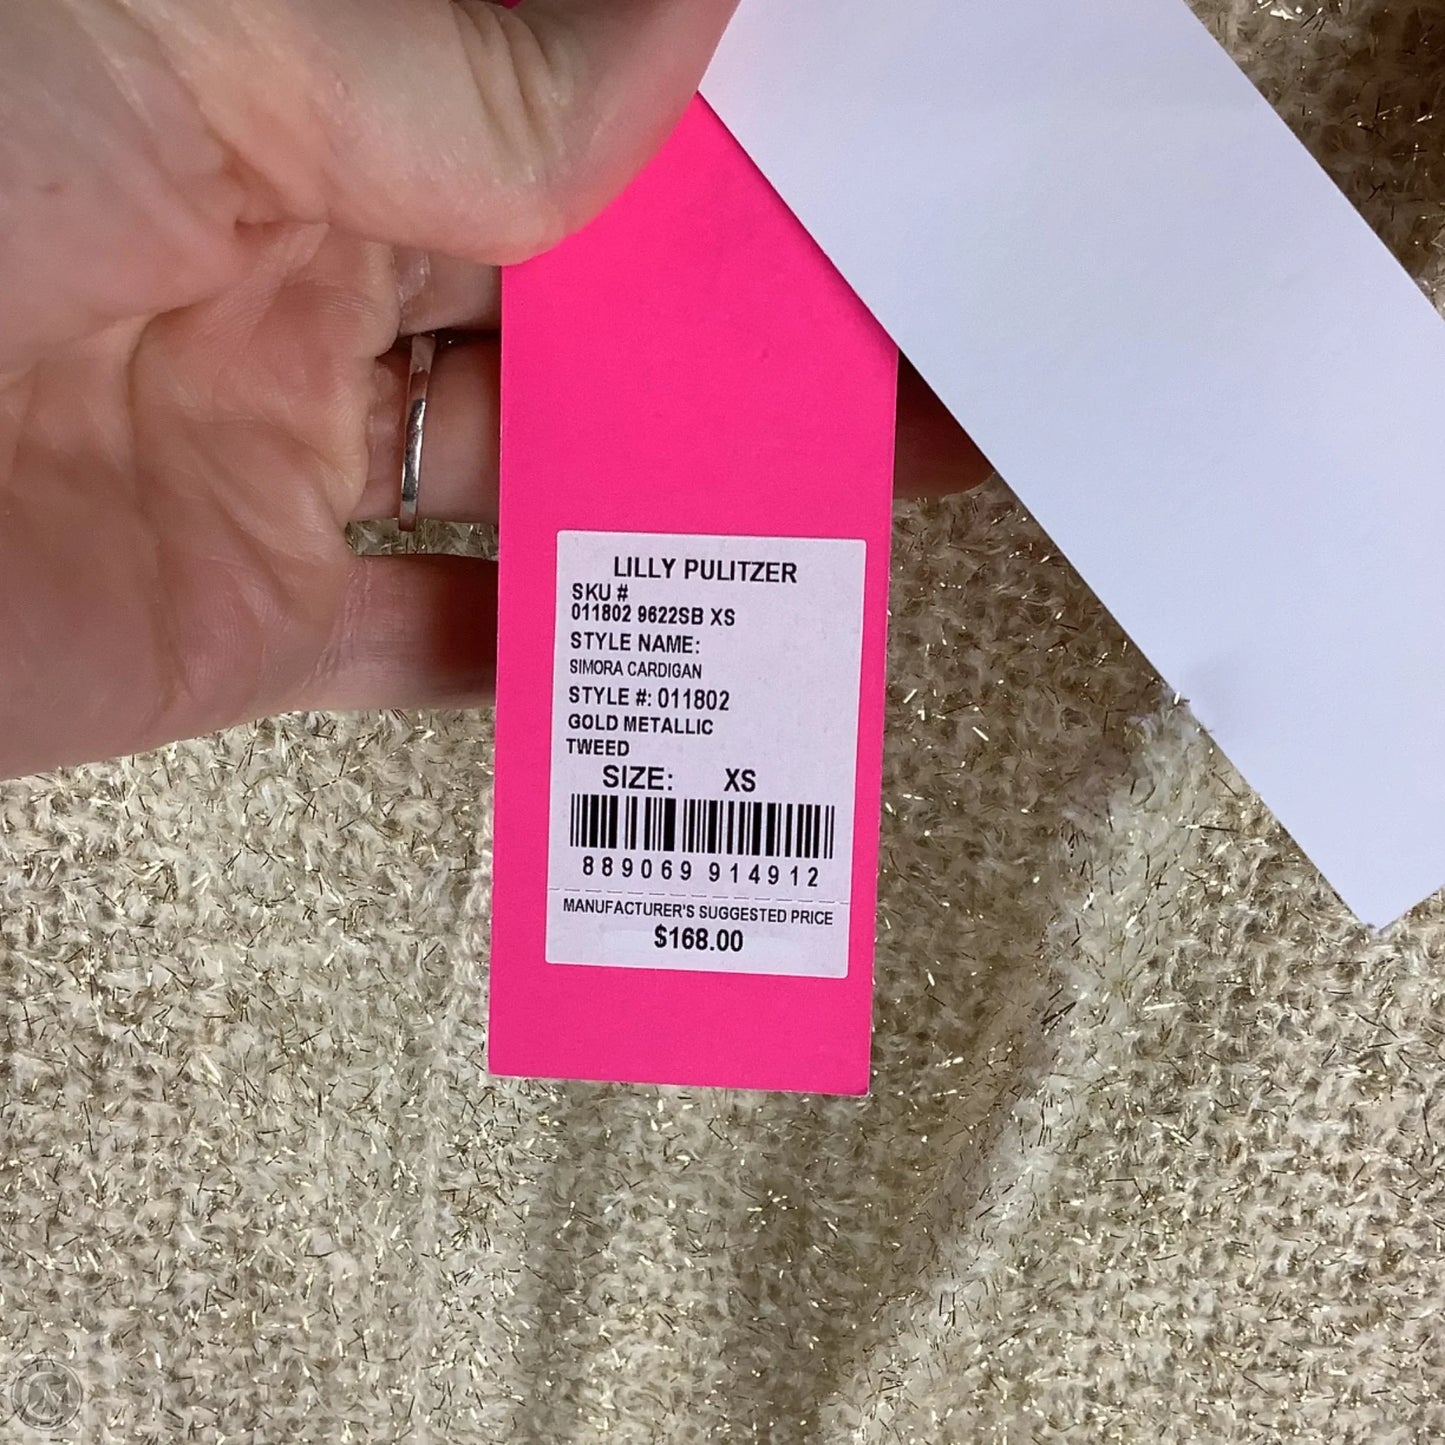 LILLY PULITZER
SKU #
011802 9622SB XS
STYLE NAME:
SIMORA CARDIGAN
STYLE #: 011802
GOLD METALLIC
TWEED
SIZE: XS
889069 914912
MANUFACTURER'S SUGGESTED PRICE
$168.00